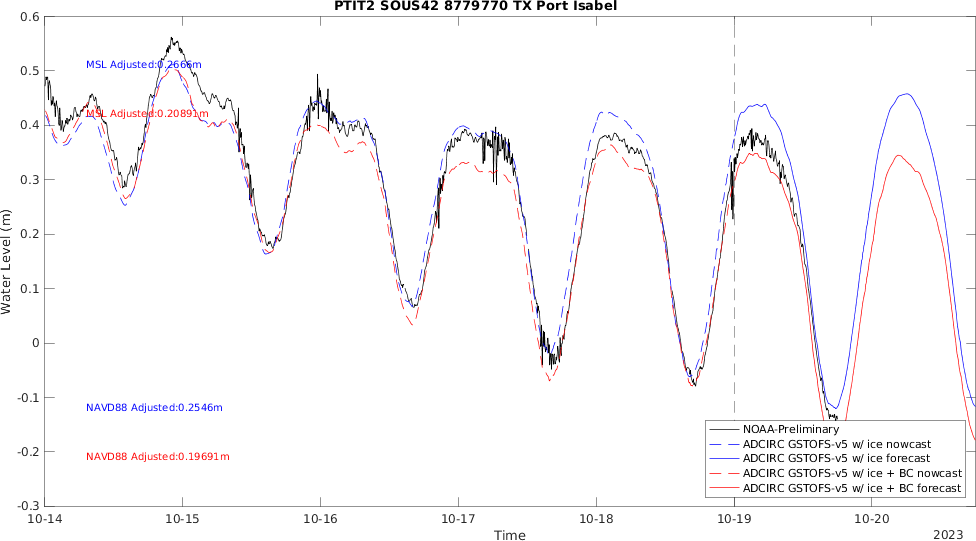 PTIT2 SOUS42 8779770 TX Port Isabel
Water Level (m)
0.6
0.5
0.4
0.3
0.2
0.1
0
-0.1
-0.2
-0.3
MSL Adjusted:0.2666m
MSL Adjusted:0.20891m
NAVD88 Adjusted:0.2546m
NAVD88 Adjusted:0.19691m
NOAA-Preliminary
ADCIRC GSTOFS-v5 w/ ice nowcast
ADCIRC GSTOFS-v5 w/ ice forecast
ADCIRC GSTOFS-v5 w/ ice + BC nowcast
ADCIRC GSTOFS-v5 w/ ice + BC forecast
10-14 10-15 10-16 10-17 10-18 10-19 10-20
Time
2023